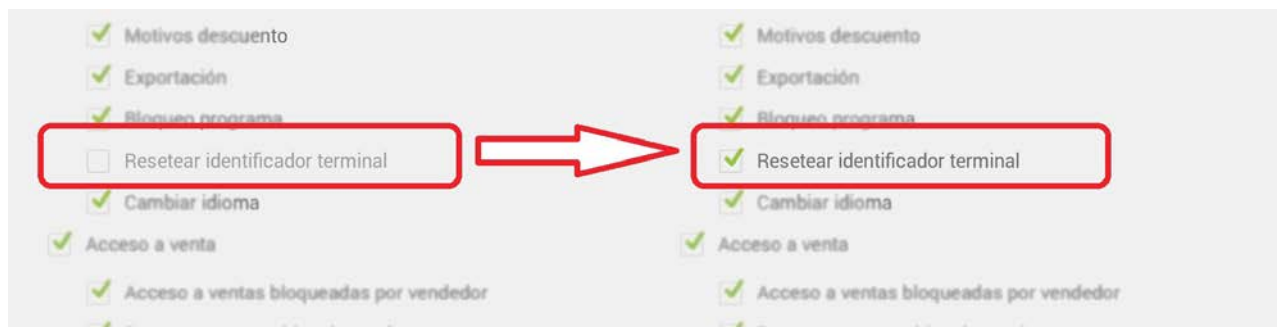 Motivos descuento
Exportación
Bloqueo programa
Resetear identificador terminal
Cambiar idioma
Acceso a venta
Acceso a ventas bloqueadas por vendedor
Motivos descuento
Exportación
Bloqueo programa
Resetear identificador terminal
Cambiar idioma
Acceso a venta
Acceso a ventas bloqueadas por vendedor